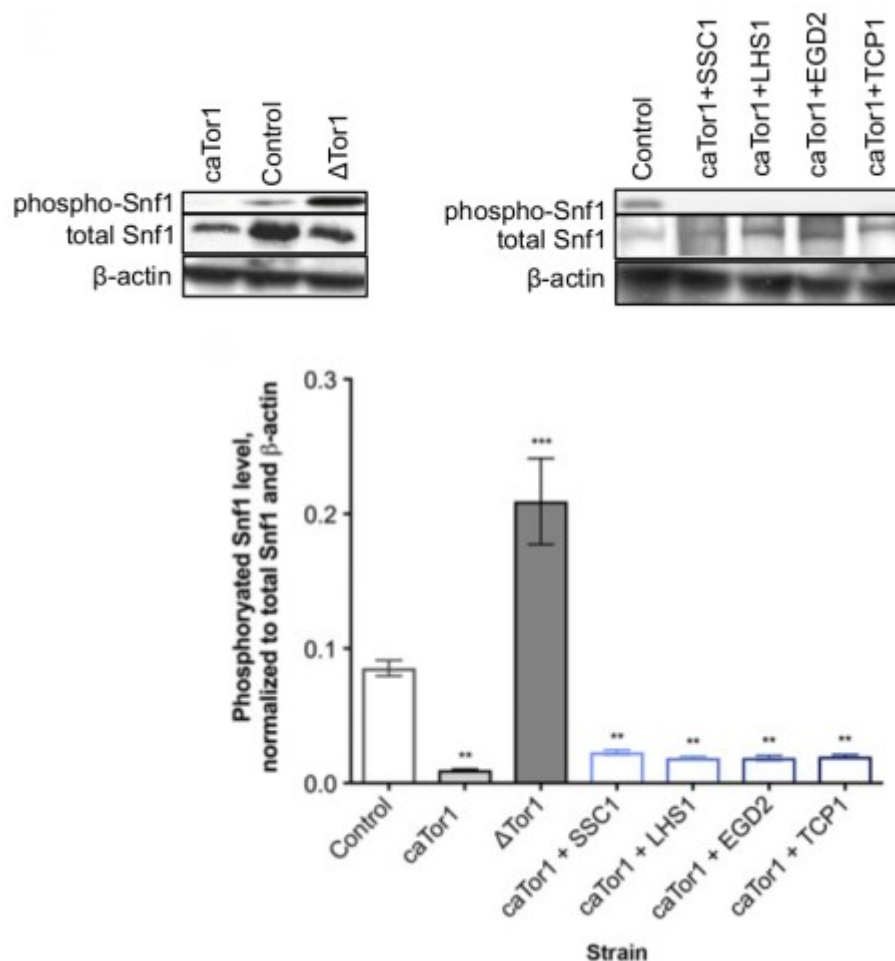 caTor1
Control
ΔTor1
phospho-Snf1
total Snf1
β-actin
Control
caTor1+SSC1
caTor1+LHS1
caTor1+EGD2
caTor1+TCP1
phospho-Snf1
total Snf1
β-actin
Phosphoryated Snf1 level,
normalized to total Snf1 and β-actin
0.3
0.2
0.1
0.0
**
***
**
**
**
**
Control
caTor1
ΔTor1
caTor1 + SSC1
caTor1 + LHS1
caTor1 + EGD2
caTor1 + TCP1
Strain